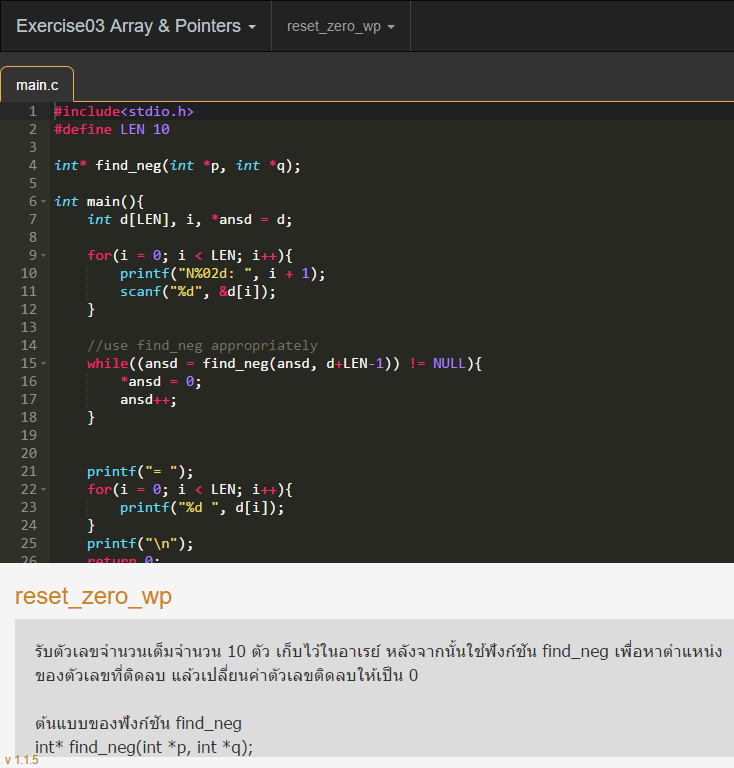 Exercise03 Array & Pointers reset_zero_wp
main.c
1 #include<stdio.h>
2 #define LEN 10
3
4 int* find_neg(int *p, int *q);
5
6 int main(){
7 int d[LEN], i, *ansd = d;
8
9 for(i = 0; i < LEN; i++){
10 printf("N%02d: ", i + 1);
11 scanf("%d", &d[i]);
12 }
13
14 //use find_neg appropriately
15 while((ansd = find_neg(ansd, d+LEN-1)) != NULL){
16 *ansd = 0;
17 ansd++;
18 }
19
20
21 printf("= ");
22 for(i = 0; i < LEN; i++){
23 printf("%d ", d[i]);
24 }
25 printf("\n");
26 return 0;
reset_zero_wp
รับตัวเลขจำนวนเต็มจำนวน 10 ตัว เก็บไว้ในอาเรย์ หลังจากนั้นใช้ฟังก์ชัน find_neg เพื่อหาตำแหน่ง
ของตัวเลขที่ติดลบ แล้วเปลี่ยนค่าตัวเลขติดลบให้เป็น 0
ต้นแบบของฟังก์ชัน find_neg
int* find_neg(int *p, int *q);
v 1.1.5